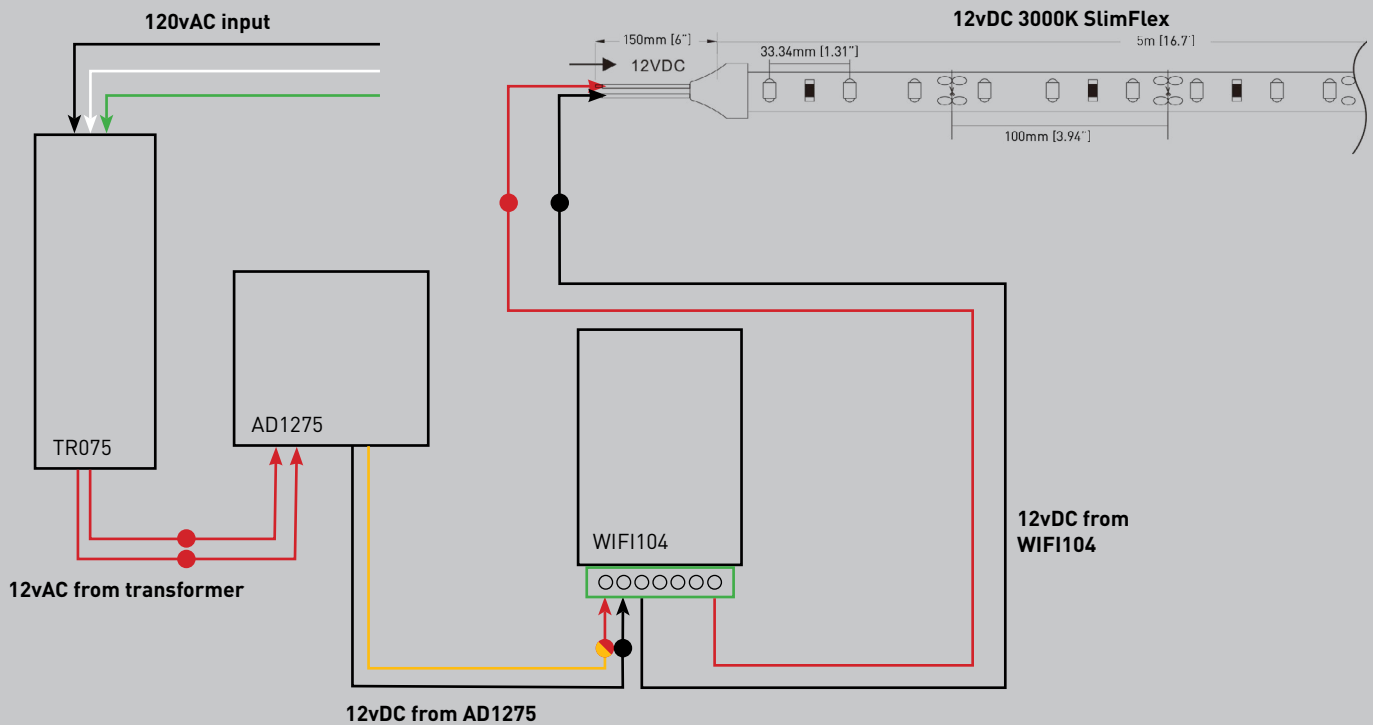 120vAC input
12vDC 3000K SlimFlex
150mm [6"]
12VDC
33.34mm [1.31"]
5m [16.7']
100mm [3.94"]
TR075
AD1275
WIFI104
12vAC from transformer
12vDC from AD1275
12vDC from
WIFI104